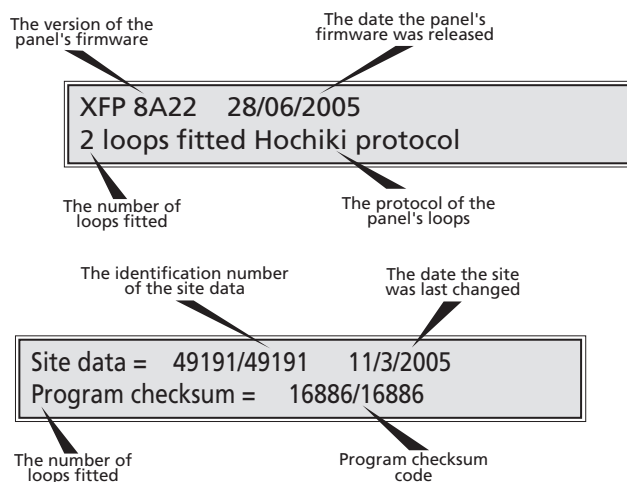 The version of the
panel's firmware
The date the panel's
firmware was released
XFP 8A22 28/06/2005
2 loops fitted Hochiki protocol
The number of
loops fitted
The protocol of the
panel's loops
The identification number
of the site data
The date the site
was last changed
Site data = 49191/49191 11/3/2005
Program checksum = 16886/16886
The number of
loops fitted
Program checksum
code